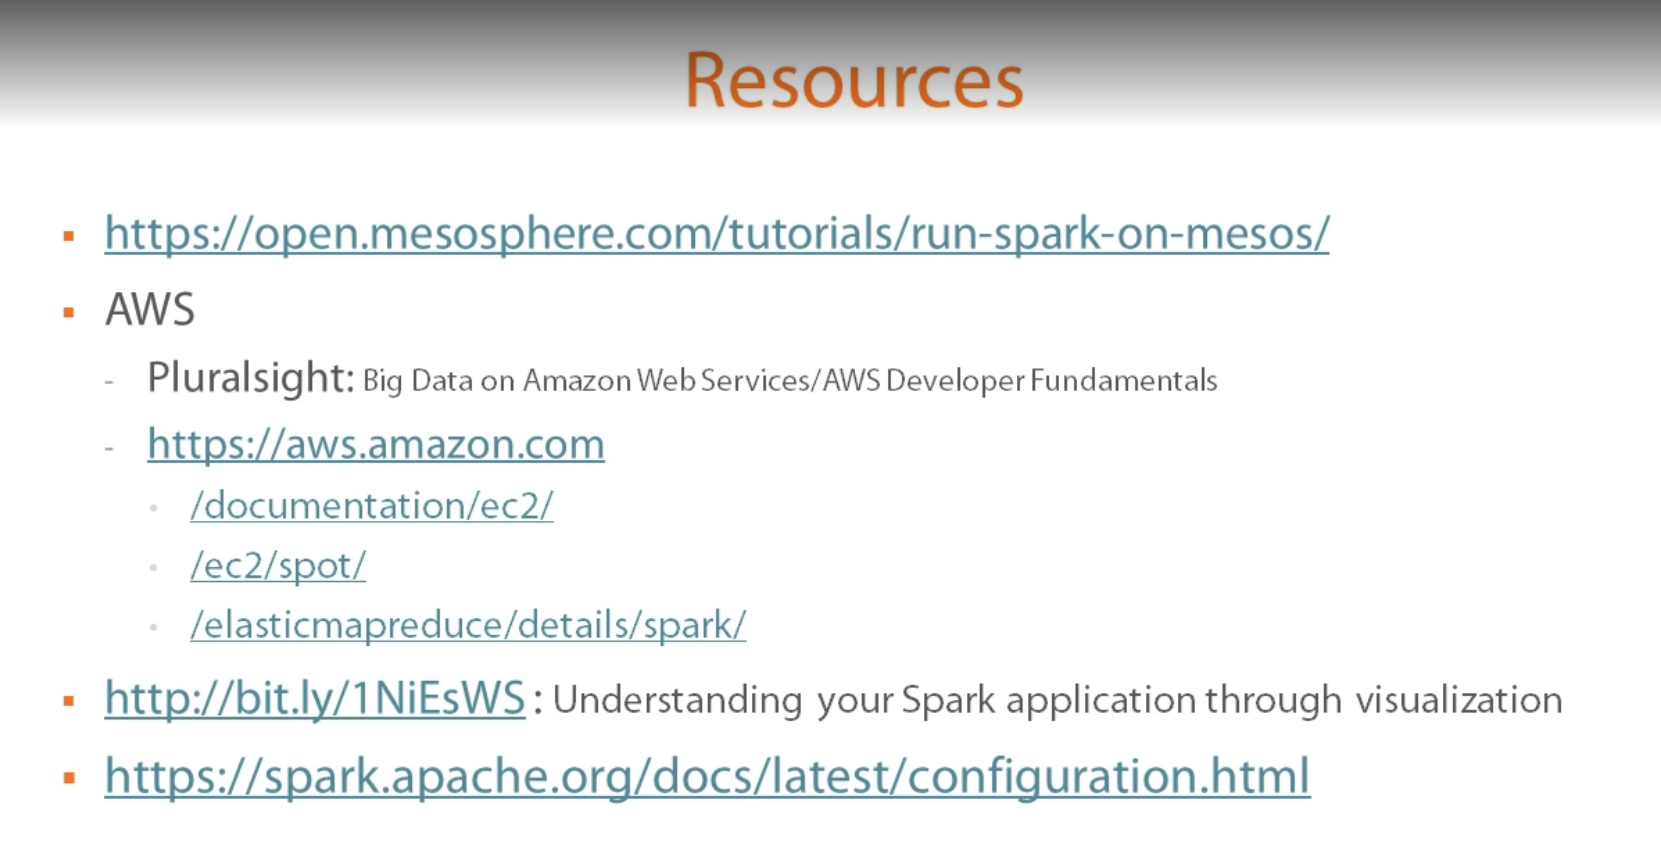 Resources
https://open.mesosphere.com/tutorials/run-spark-on-mesos/
AWS
Pluralsight: Big Data on Amazon Web Services/AWS Developer Fundamentals
https://aws.amazon.com
/documentation/ec2/
/ec2/spot/
/elasticmapreduce/details/spark/
http://bit.ly/1NiEsWS : Understanding your Spark application through visualization
https://spark.apache.org/docs/latest/configuration.html